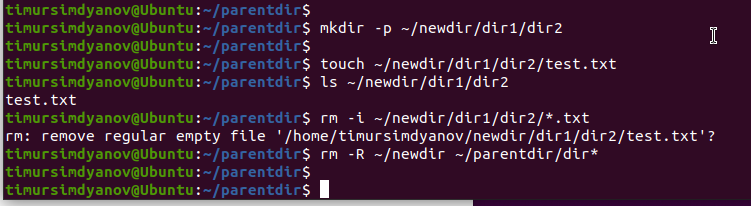 timursimdyanov@Ubuntu:~/parentdir$
timursimdyanov@Ubuntu:~/parentdir$ mkdir -p ~/newdir/dir1/dir2
timursimdyanov@Ubuntu:~/parentdir$
timursimdyanov@Ubuntu:~/parentdir$ touch ~/newdir/dir1/dir2/test.txt
timursimdyanov@Ubuntu:~/parentdir$ ls ~/newdir/dir1/dir2
test.txt
timursimdyanov@Ubuntu:~/parentdir$ rm -i ~/newdir/dir1/dir2/*.txt
rm: remove regular empty file '/home/timursimdyanov/newdir/dir1/dir2/test.txt'?
timursimdyanov@Ubuntu:~/parentdir$ rm -R ~/newdir ~/parentdir/dir*
timursimdyanov@Ubuntu:~/parentdir$
timursimdyanov@Ubuntu:~/parentdir$